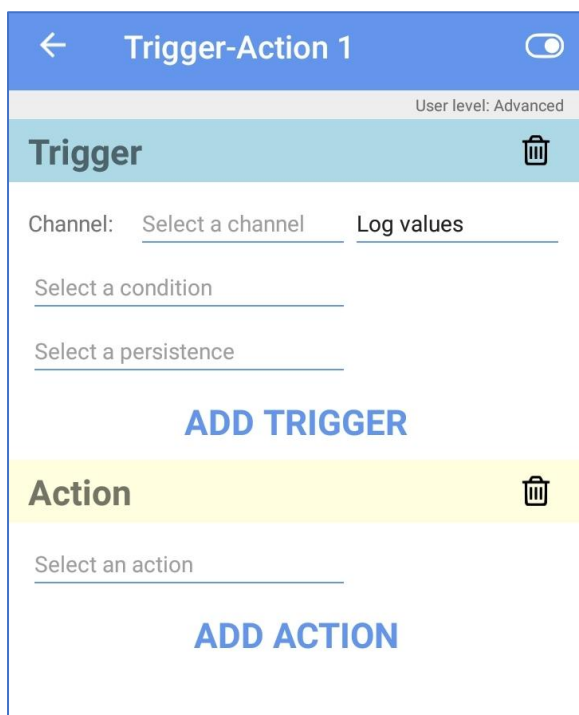 Trigger-Action 1
User level: Advanced
Trigger
Channel: Select a channel Log values
Select a condition
Select a persistence
ADD TRIGGER
Action
Select an action
ADD ACTION